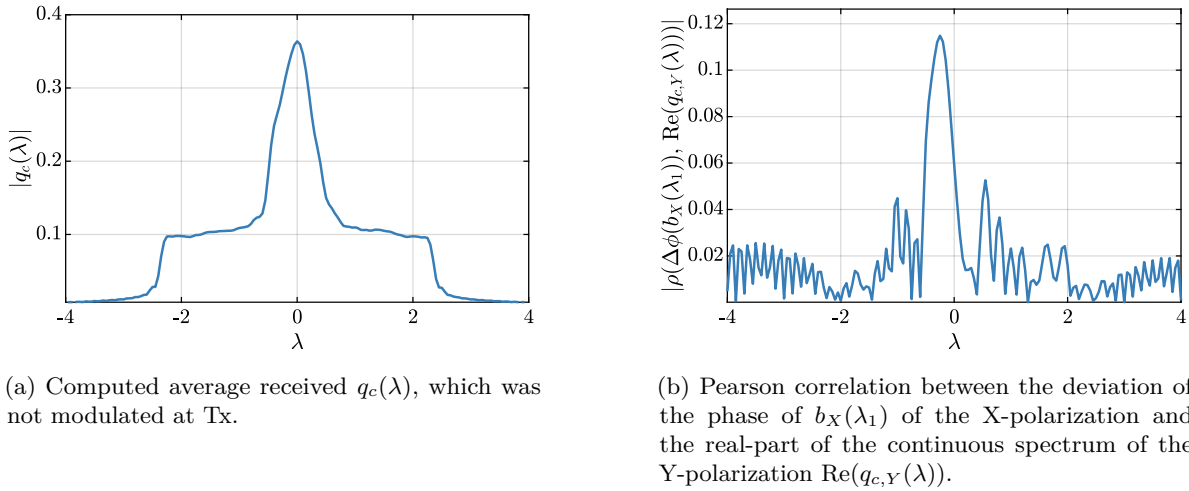 0.4
0.3
0.2
0.1
|q_c(λ)|
-4 -2 0 2 4
λ
(a) Computed average received q_c(λ), which was
not modulated at Tx.
0.12
0.1
0.08
0.06
0.04
0.02
|ρ(Δϕ(b_X(λ_1)), Re(q_{c,Y}(λ)))|
-4 -2 0 2 4
λ
(b) Pearson correlation between the deviation of
the phase of b_X(λ_1) of the X-polarization and
the real-part of the continuous spectrum of the
Y-polarization Re(q_{c,Y}(λ)).